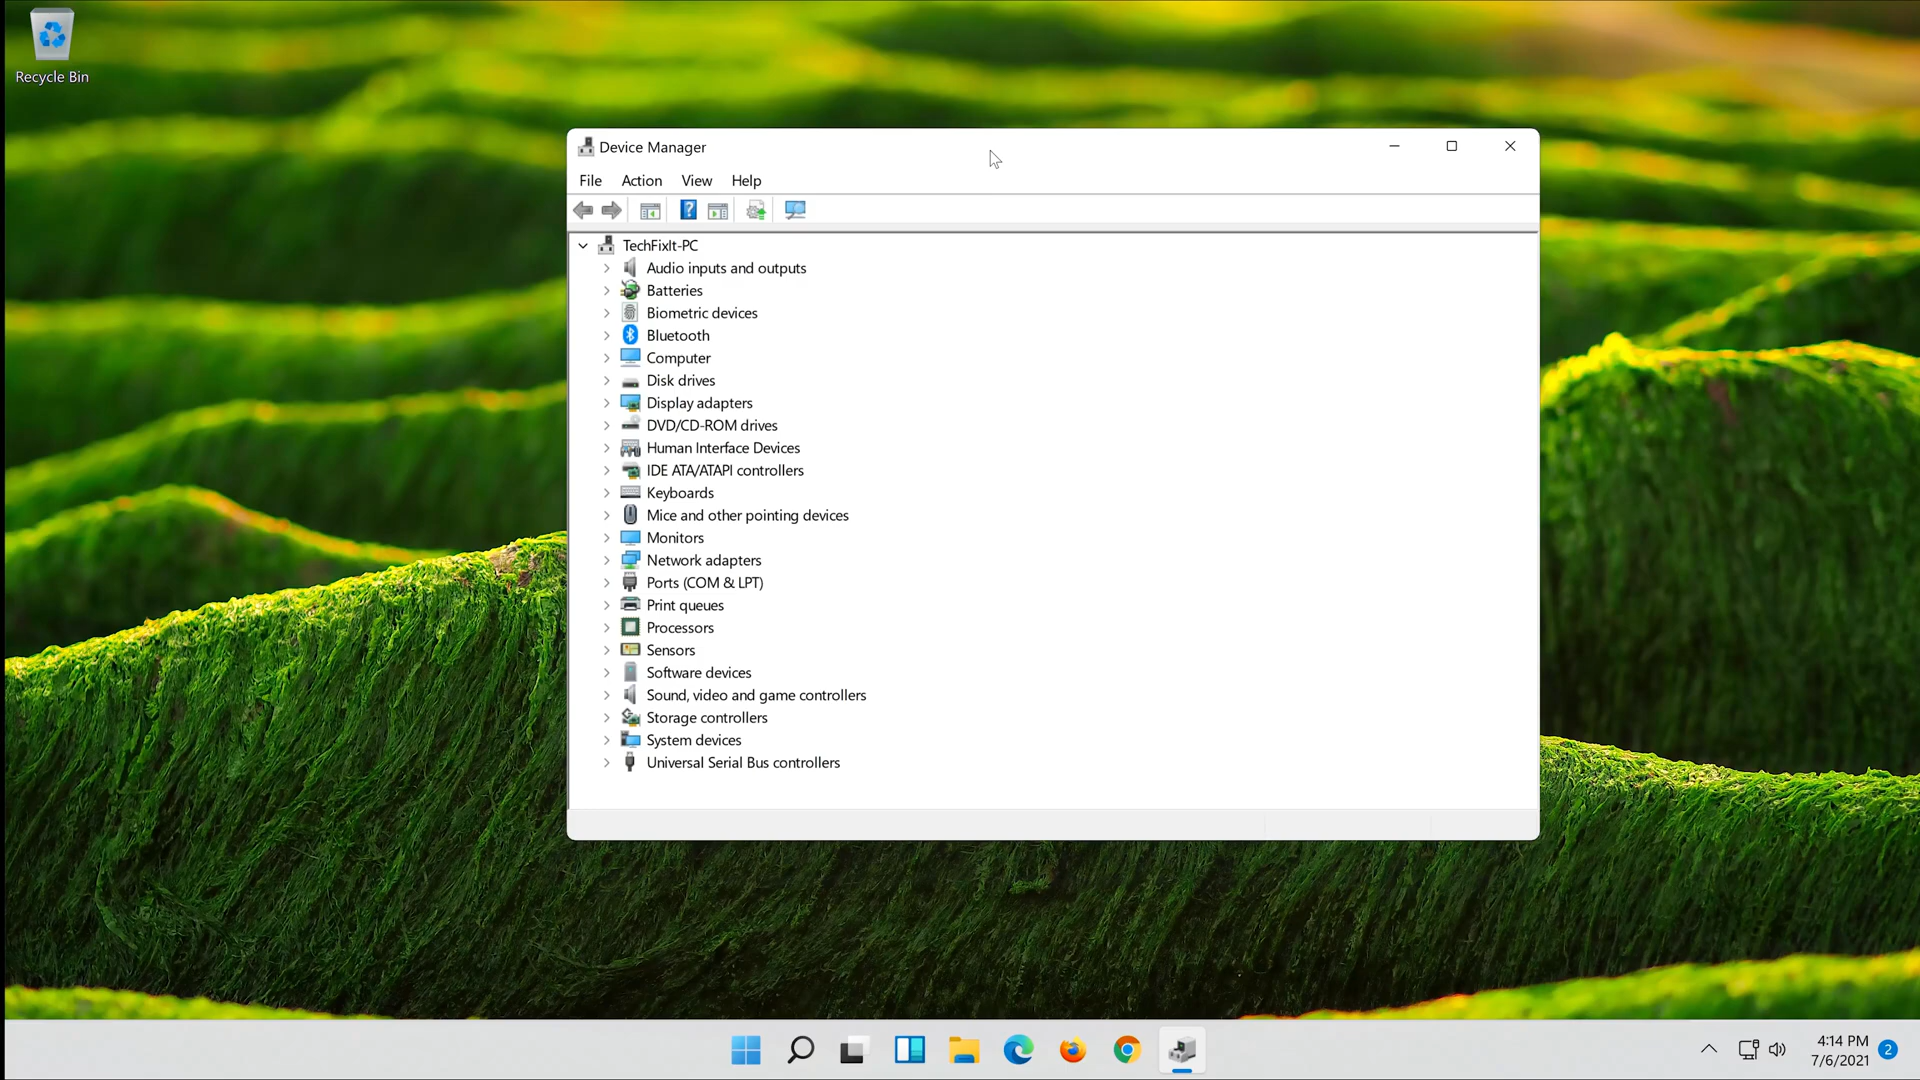 Recycle Bin
Device Manager
File Action View Help
?
TechFixIt-PC
Audio inputs and outputs
Batteries
Biometric devices
Bluetooth
Computer
Disk drives
Display adapters
DVD/CD-ROM drives
Human Interface Devices
IDE ATA/ATAPI controllers
Keyboards
Mice and other pointing devices
Monitors
Network adapters
Ports (COM & LPT)
Print queues
Processors
Sensors
Software devices
Sound, video and game controllers
Storage controllers
System devices
Universal Serial Bus controllers
4:14 PM
7/6/2021
2